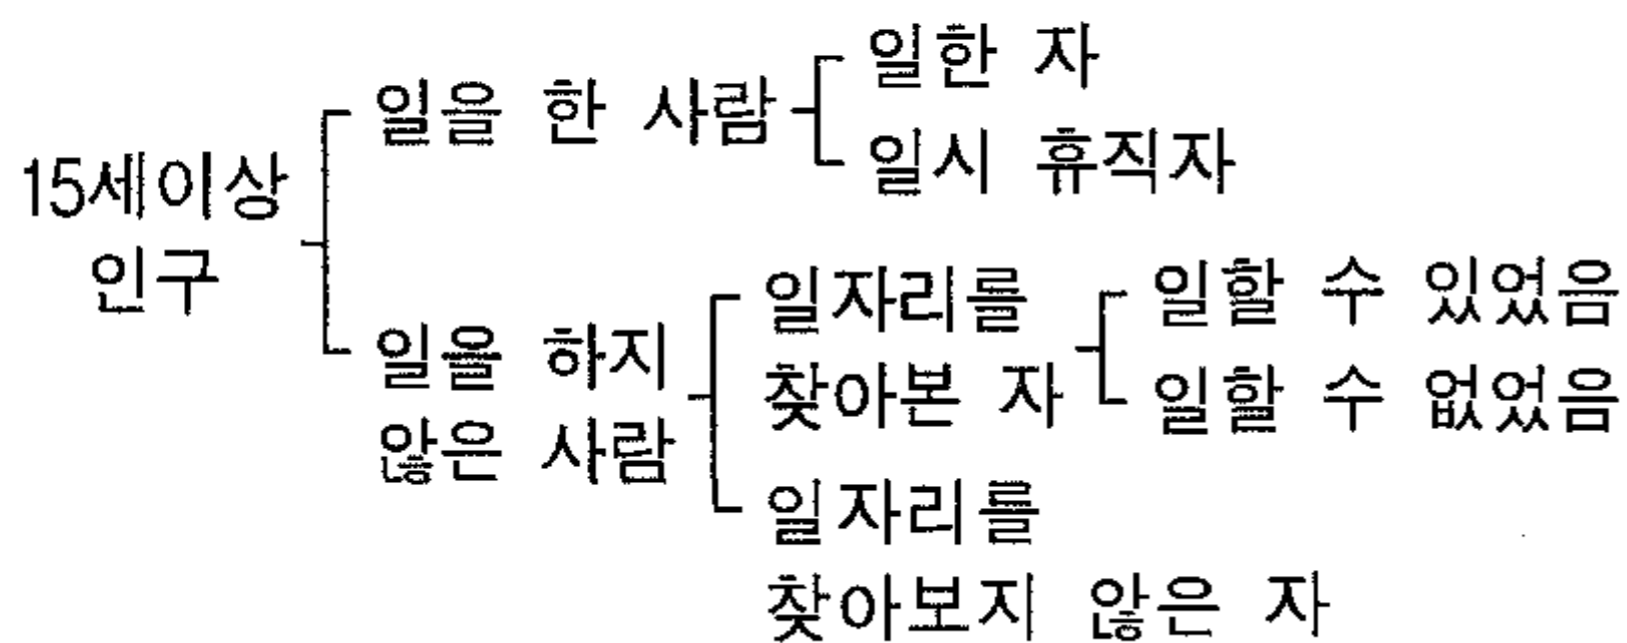 15세이상
인구
일을 한 사람
일한 자
일시 휴직자
일을 하지
않은 사람
일자리를
찾아본 자
일할 수 있었음
일할 수 없었음
일자리를
찾아보지 않은 자